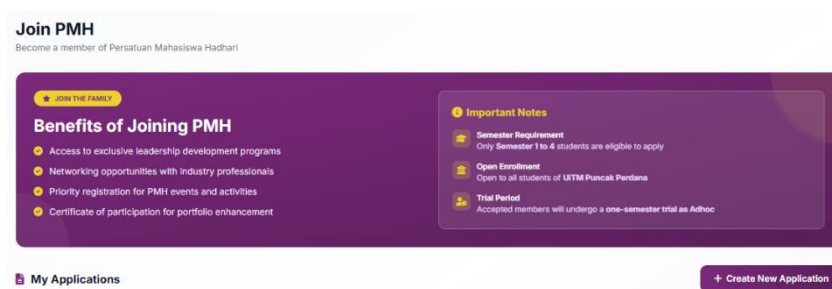 Join PMH
Become a member of Persatuan Mahasiswa Hadhari
JOIN THE FAMILY
Benefits of Joining PMH
Access to exclusive leadership development programs
Networking opportunities with industry professionals
Priority registration for PMH events and activities
Certificate of participation for portfolio enhancement
Important Notes
Semester Requirement
Only Semester 1 to 4 students are eligible to apply
Open Enrollment
Open to all students of UiTM Puncak Perdana
Trial Period
Accepted members will undergo a one-semester trial as Adhoc
My Applications
+ Create New Application